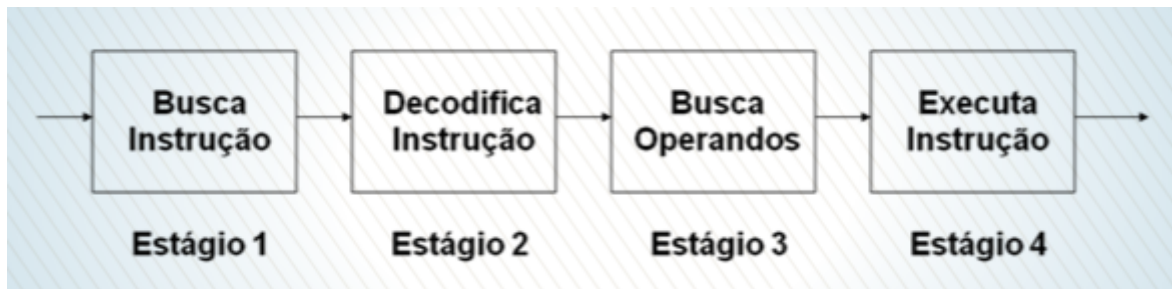 Busca
Instrução
Decodifica
Instrução
Busca
Operandos
Executa
Instrução
Estágio 1
Estágio 2
Estágio 3
Estágio 4